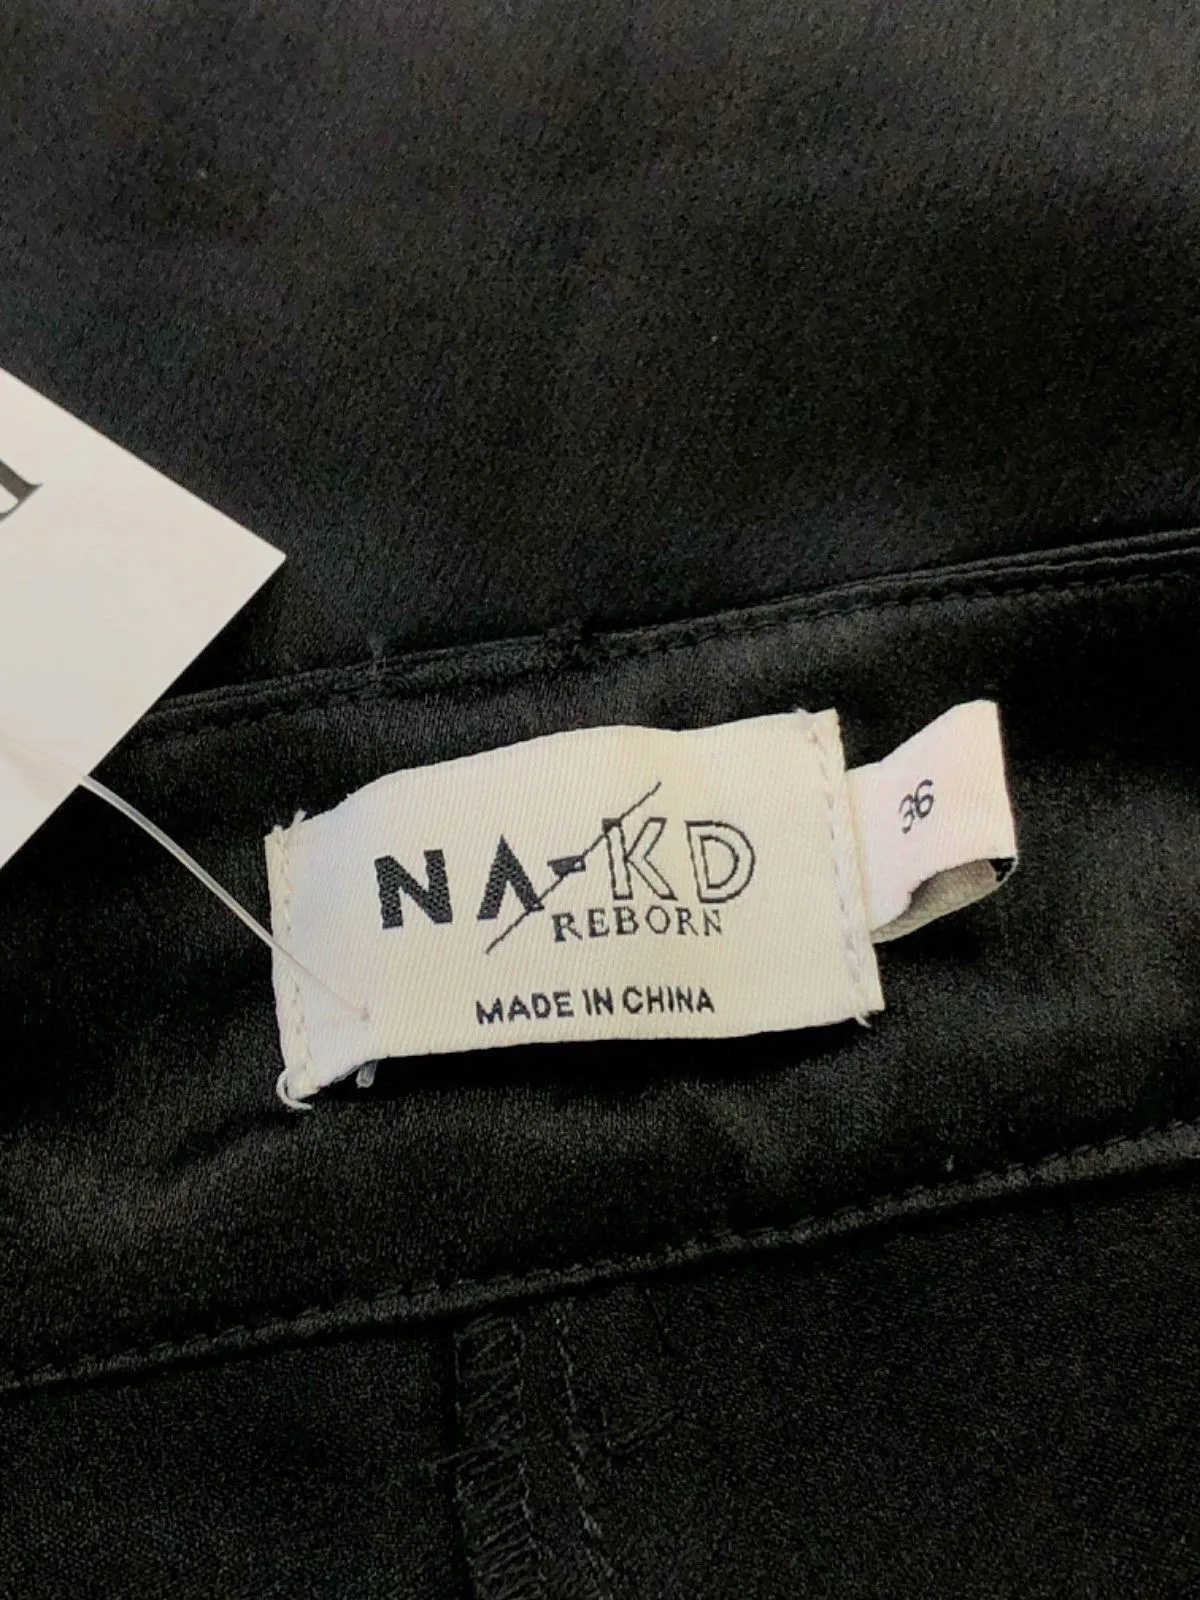 NA-KD
REBORN
MADE IN CHINA
36